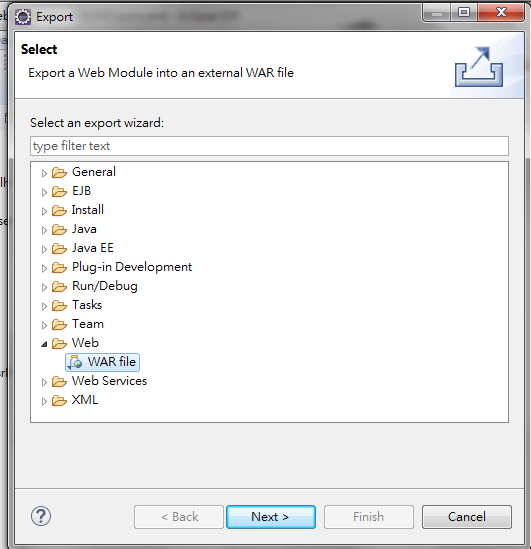 Export
Select
Export a Web Module into an external WAR file
Select an export wizard:
type filter text
General
EJB
Install
Java
Java EE
Plug-in Development
Run/Debug
Tasks
Team
Web
WAR file
Web Services
XML
< Back
Next >
Finish
Cancel